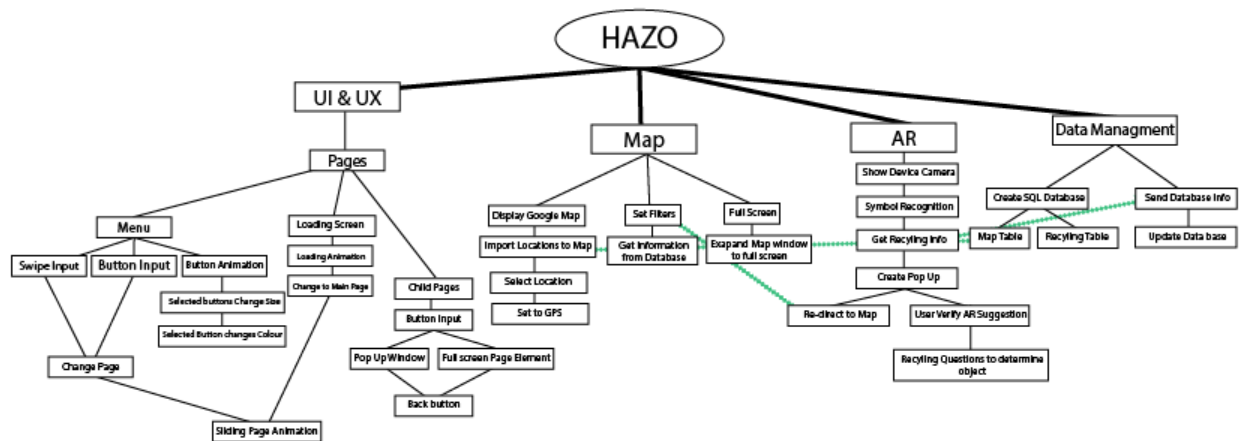 HAZO
UI & UX
Map
AR
Data Managment
Pages
Show Device Camera
Menu
Loading Screen
Display Google Map
Set Filters
Full Screen
Symbol Recognition
Create SQL Database
Send Database Info
Swipe Input
Button Input
Button Animation
Loading Animation
Import Locations to Map
Get Information
from Database
Exapand Map window
to full screen
Get Recyling Info
Map Table
Recyling Table
Update Data base
Selected buttons Change Size
Change to Main Page
Child Pages
Select Location
Create Pop Up
Selected Button changes Colour
Button Input
Set to GPS
Re-direct to Map
User Verify AR Suggestion
Change Page
Pop Up Window
Full screen Page Element
Recyling Questions to determine
object
Back button
Sliding Page Animation